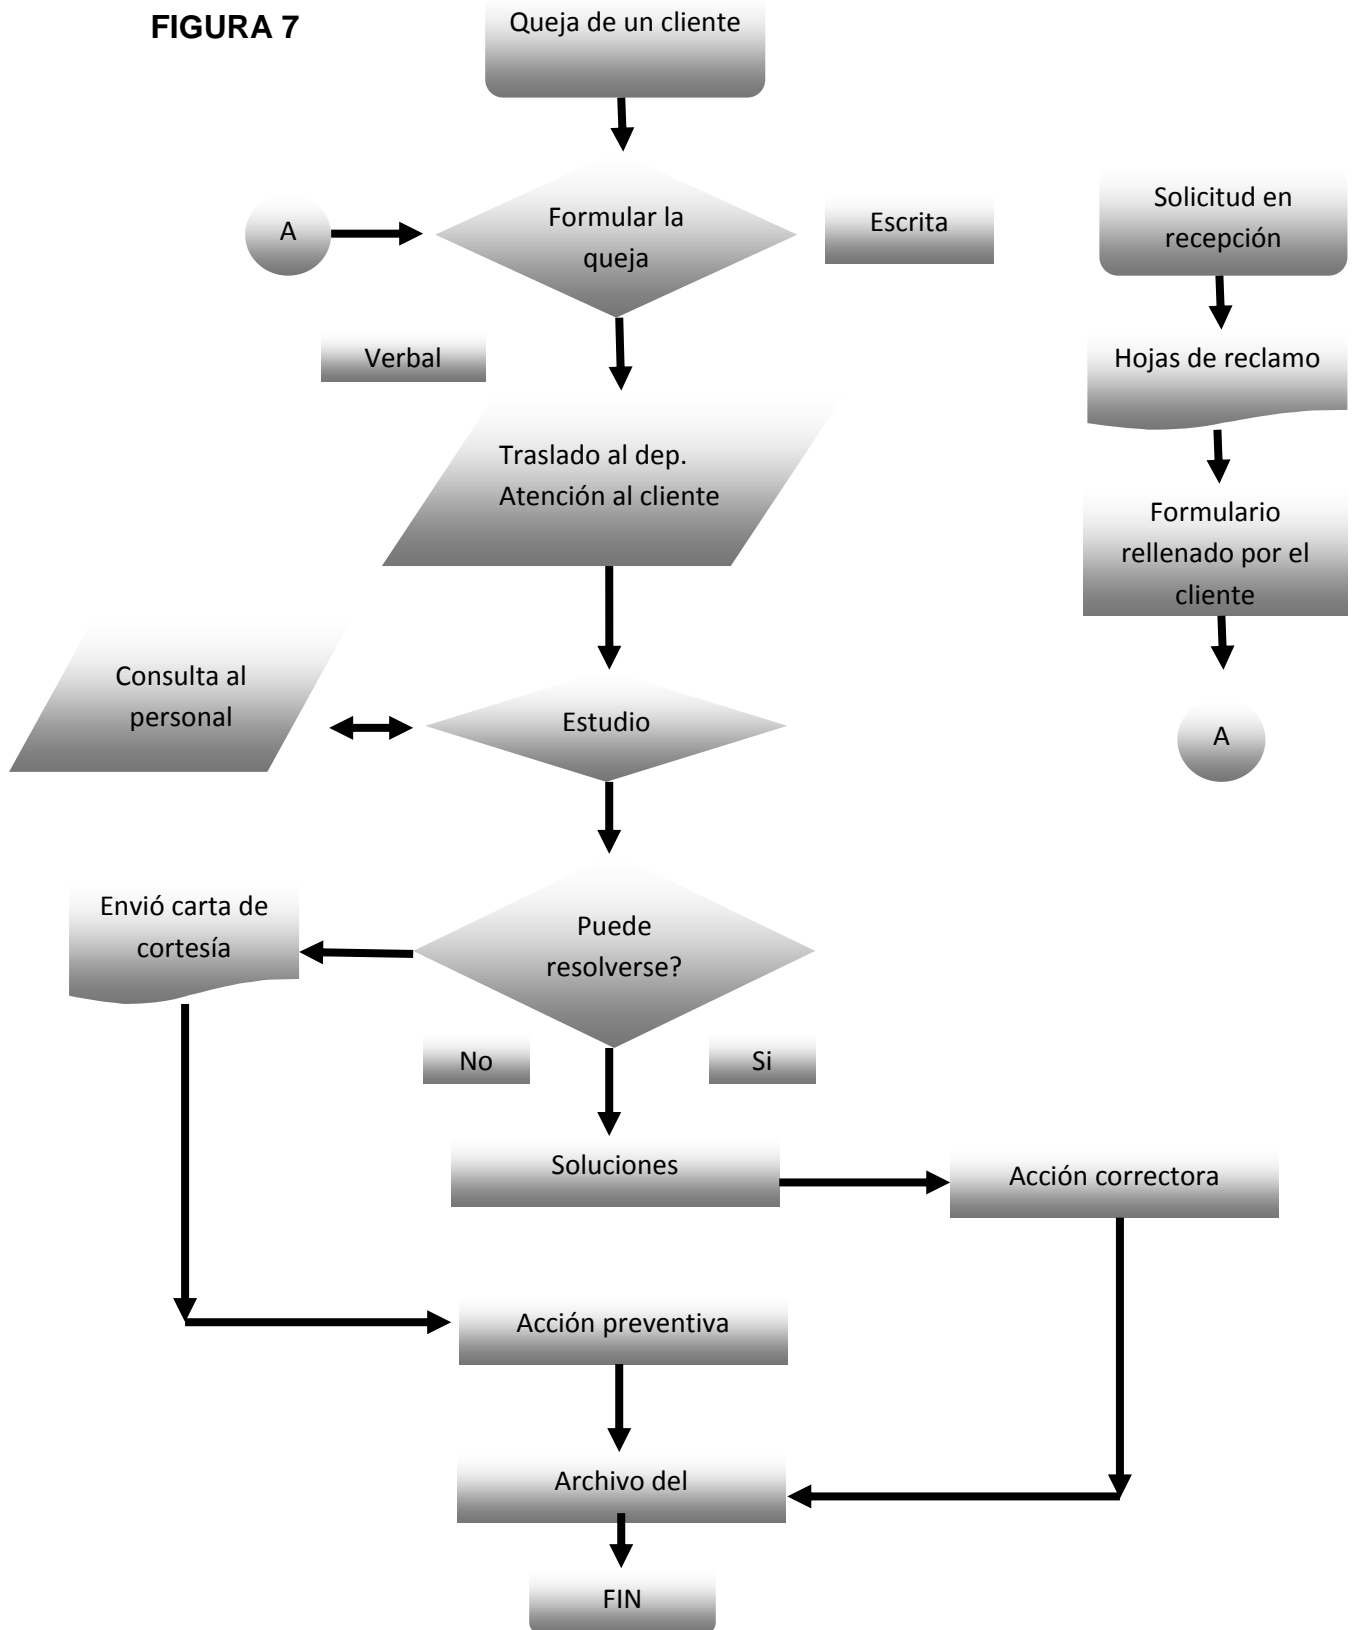 FIGURA 7
Queja de un cliente
A
Formular la
queja
Escrita
Verbal
Traslado al dep.
Atención al cliente
Consulta al
personal
Estudio
Envió carta de
cortesía
Puede
resolverse?
No
Si
Soluciones
Acción correctora
Acción preventiva
Archivo del
FIN
Solicitud en
recepción
Hojas de reclamo
Formulario
rellenado por el
cliente
A